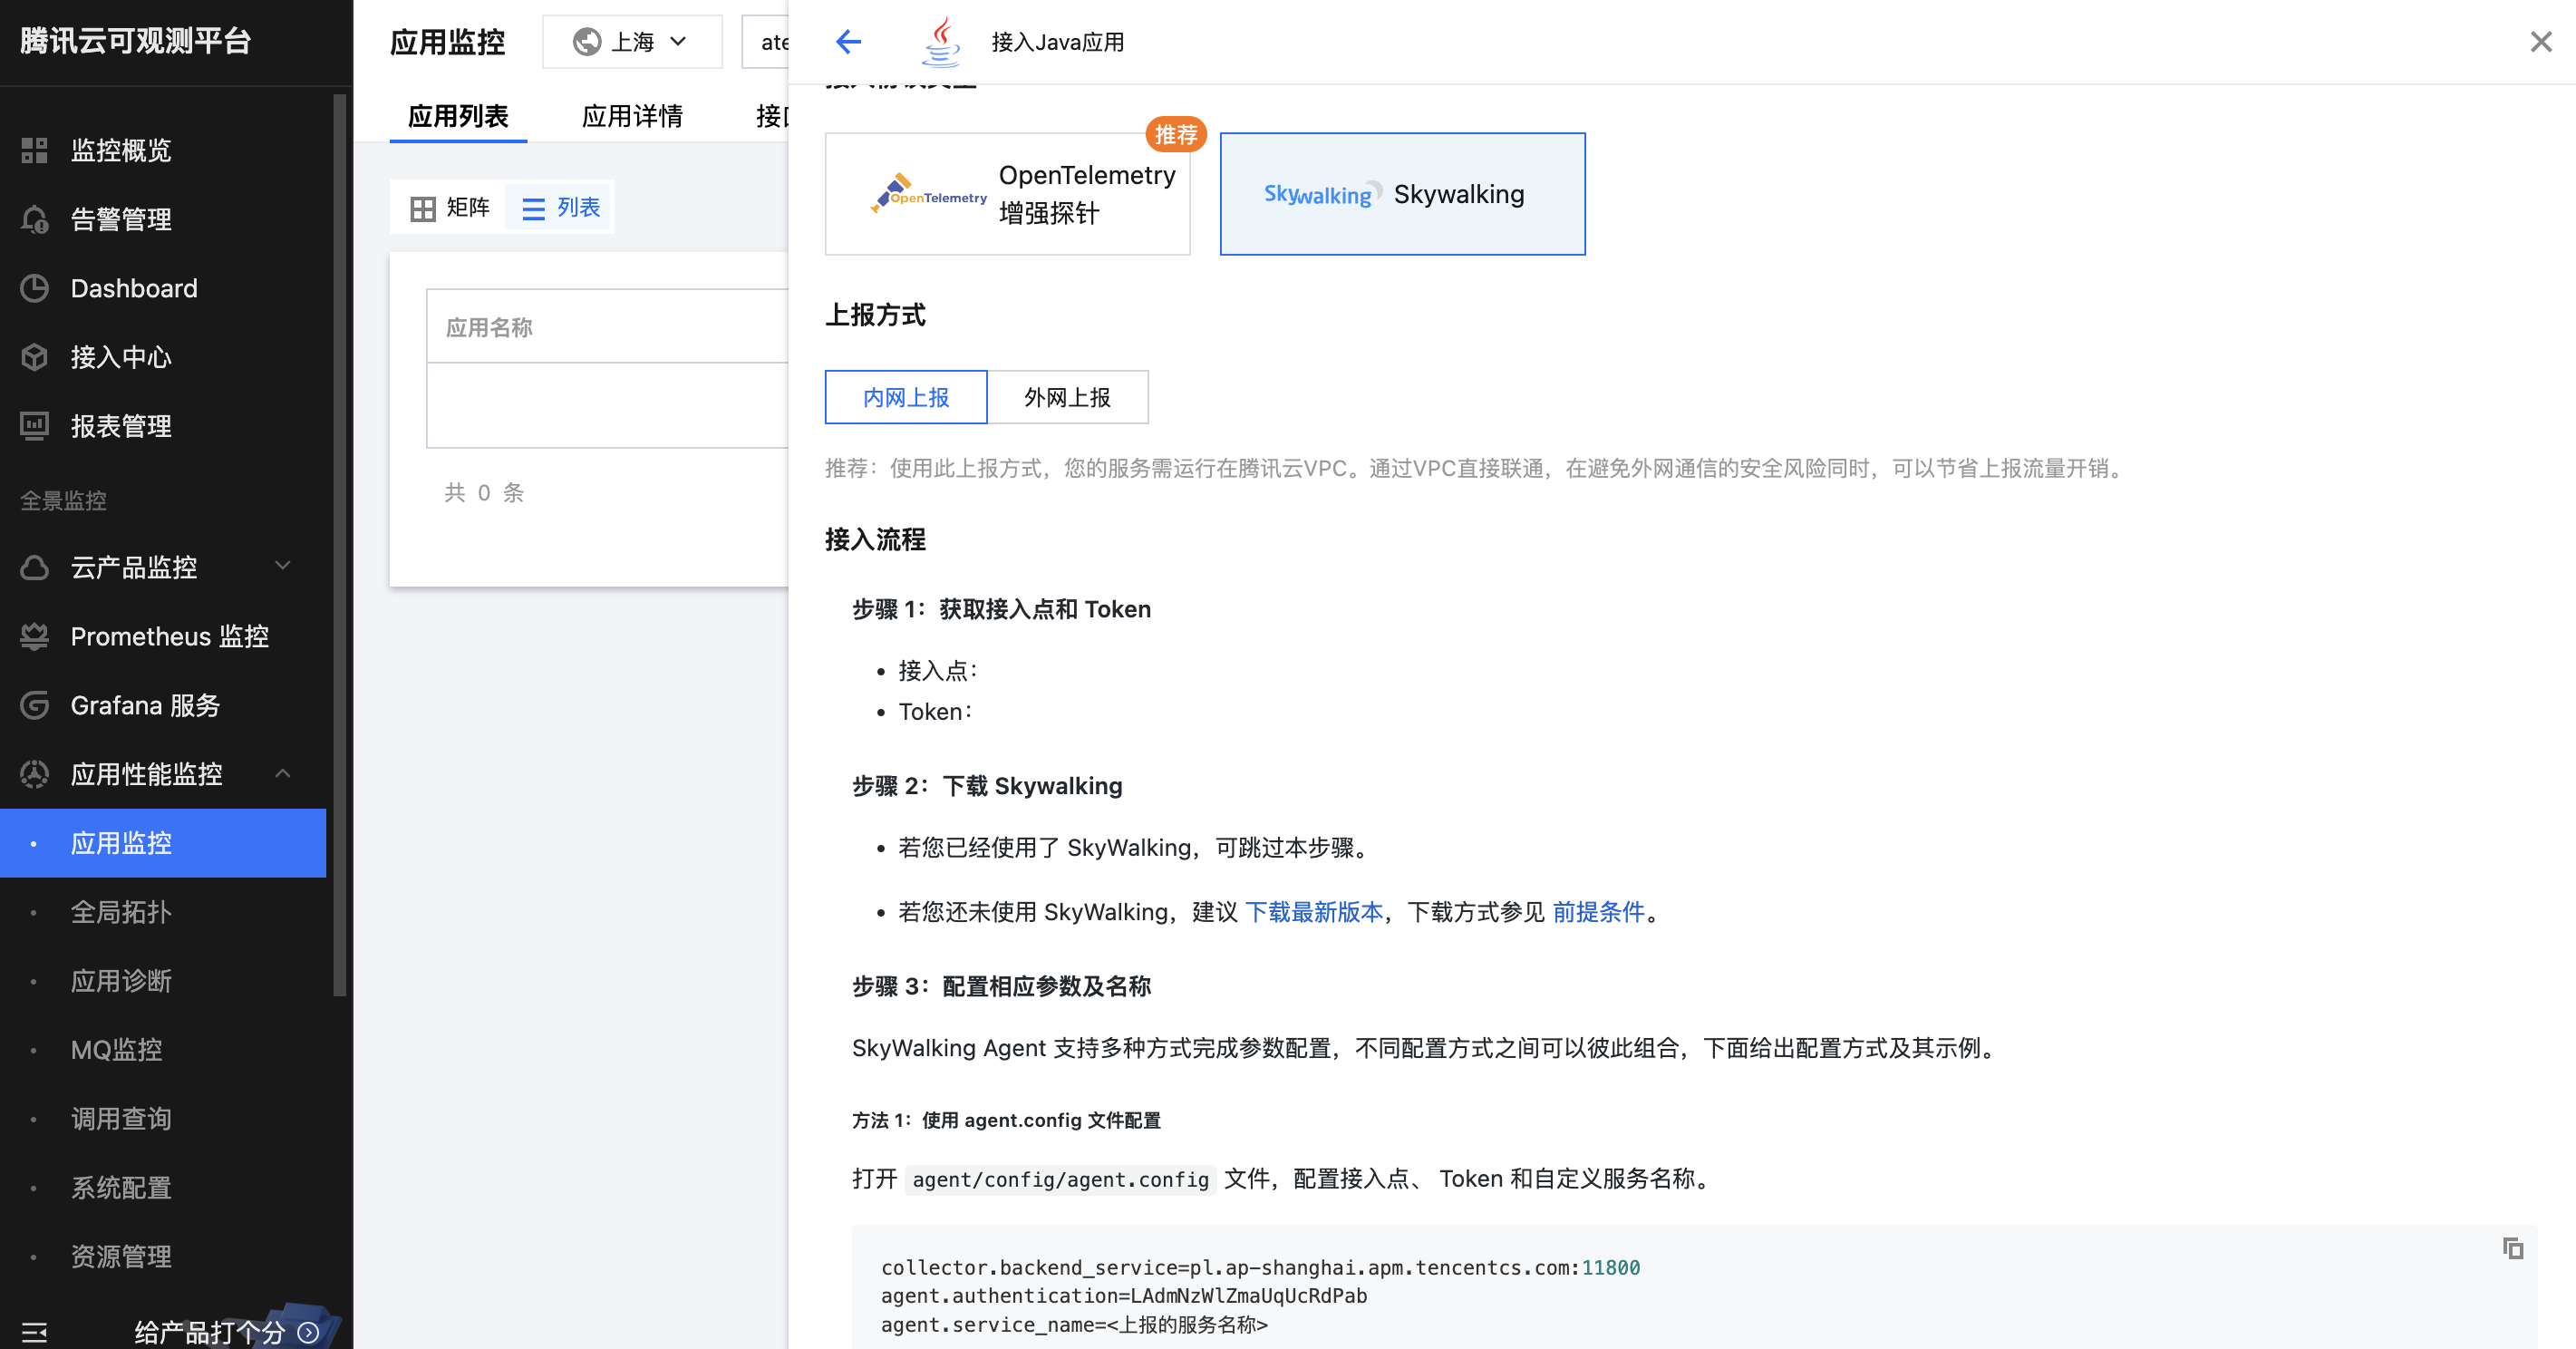 腾讯云可观测平台
监控概览
告警管理
Dashboard
接入中心
报表管理
全景监控
云产品监控
Prometheus 监控
Grafana 服务
应用性能监控
应用监控
全局拓扑
应用诊断
MQ监控
调用查询
系统配置
资源管理
给产品打个分
应用监控
上海
应用列表
应用详情
矩阵
列表
应用名称
共 0 条
接入Java应用
推荐
OpenTelemetry
OpenTelemetry
增强探针
Skywalking
Skywalking
上报方式
内网上报
外网上报
推荐：使用此上报方式，您的服务需运行在腾讯云VPC。通过VPC直接联通，在避免外网通信的安全风险同时，可以节省上报流量开销。
接入流程
步骤 1：获取接入点和 Token
• 接入点：
• Token：
步骤 2：下载 Skywalking
• 若您已经使用了 SkyWalking，可跳过本步骤。
• 若您还未使用 SkyWalking，建议 下载最新版本，下载方式参见 前提条件。
步骤 3：配置相应参数及名称
SkyWalking Agent 支持多种方式完成参数配置，不同配置方式之间可以彼此组合，下面给出配置方式及其示例。
方法 1：使用 agent.config 文件配置
打开 agent/config/agent.config 文件，配置接入点、 Token 和自定义服务名称。
collector.backend_service=pl.ap-shanghai.apm.tencentcs.com:11800
agent.authentication=LAdmNzWlZmaUqUcRdPab
agent.service_name=<上报的服务名称>